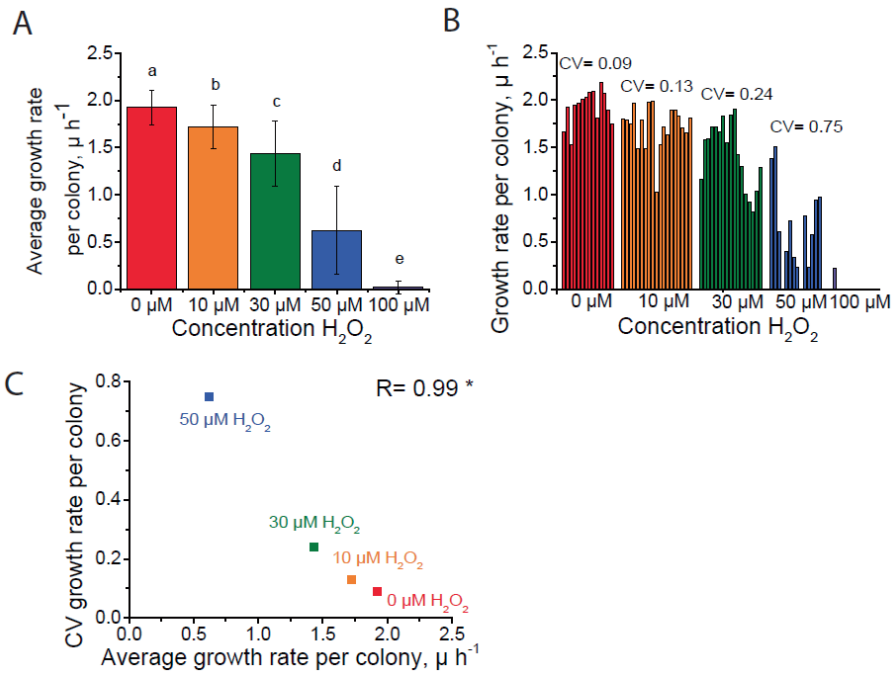 A
Average growth rate
per colony, µ h⁻¹
2.5
2.0
1.5
1.0
0.5
0.0
a
b
c
d
e
0 µM 10 µM 30 µM 50 µM 100 µM
Concentration H₂O₂
B
Growth rate per colony, µ h⁻¹
2.5
2.0
1.5
1.0
0.5
0.0
CV= 0.09
CV= 0.13
CV= 0.24
CV= 0.75
0 µM 10 µM 30 µM 50 µM 100 µM
Concentration H₂O₂
C
CV growth rate per colony
0.8
0.6
0.4
0.2
0.0
R= 0.99 *
50 µM H₂O₂
30 µM H₂O₂
10 µM H₂O₂
0 µM H₂O₂
0.0 0.5 1.0 1.5 2.0 2.5
Average growth rate per colony, µ h⁻¹